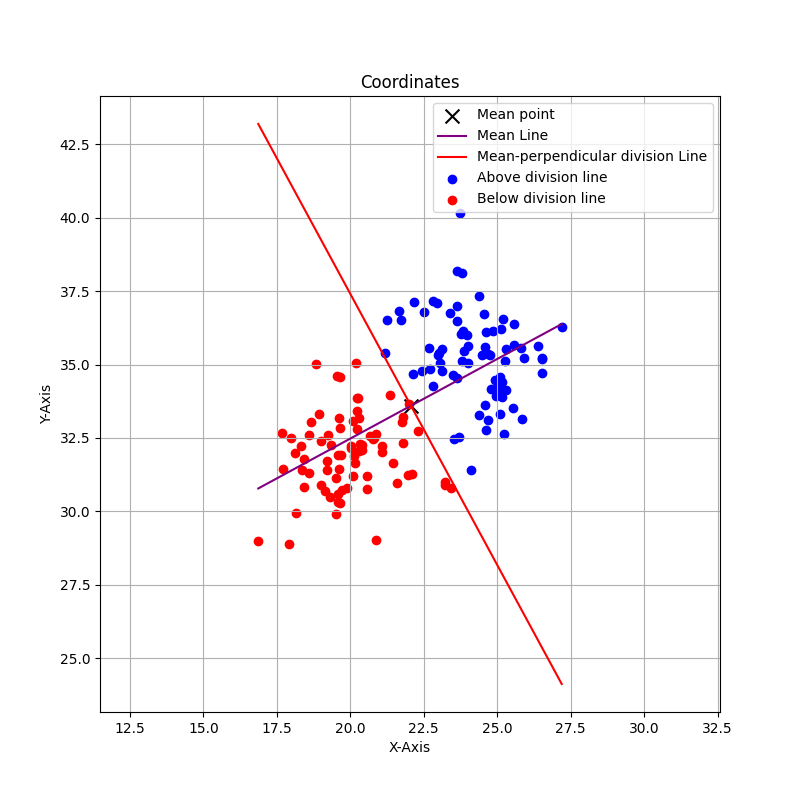 Coordinates
Mean point
Mean Line
Mean-perpendicular division Line
Above division line
Below division line
42.5
40.0
37.5
35.0
32.5
30.0
27.5
25.0
Y-Axis
12.5 15.0 17.5 20.0 22.5 25.0 27.5 30.0 32.5
X-Axis